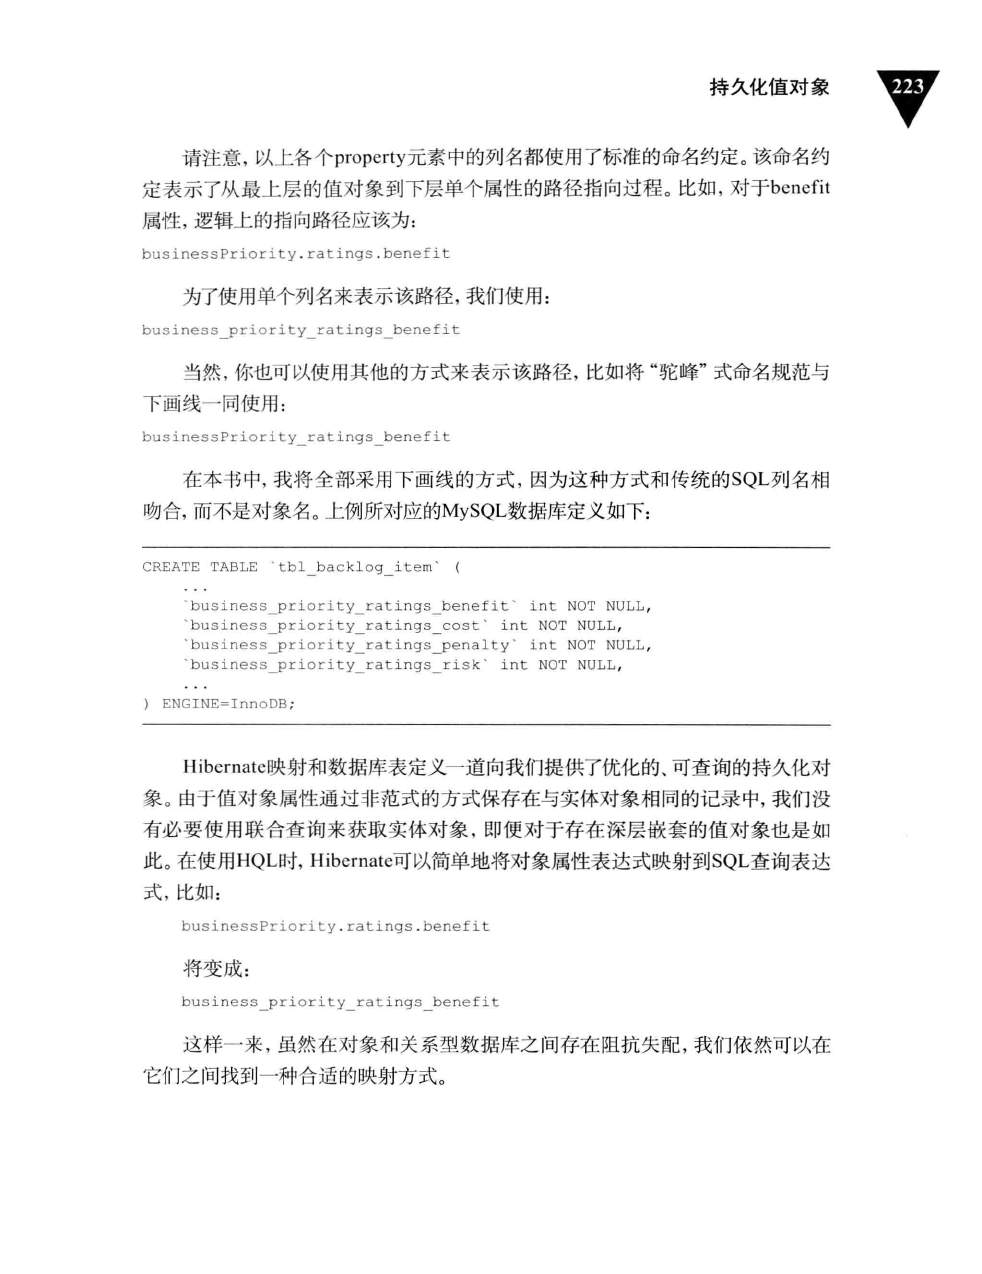 持久化值对象
223
请注意，以上各个property元素中的列名都使用了标准的命名约定。该命名约
定表示了从最上层的值对象到下层单个属性的路径指向过程。比如，对于benefit
属性，逻辑上的指向路径应该为：
businessPriority.ratings.benefit
为了使用单个列名来表示该路径，我们使用：
business_priority_ratings_benefit
当然，你也可以使用其他的方式来表示该路径，比如将“驼峰”式命名规范与
下画线一同使用：
businessPriority_ratings_benefit
在本书中，我将全部采用下画线的方式，因为这种方式和传统的SQL列名相
吻合，而不是对象名。上例所对应的MySQL数据库定义如下：
CREATE TABLE `tbl_backlog_item` (
...
`business_priority_ratings_benefit` int NOT NULL,
`business_priority_ratings_cost` int NOT NULL,
`business_priority_ratings_penalty` int NOT NULL,
`business_priority_ratings_risk` int NOT NULL,
...
) ENGINE=InnoDB;
Hibernate映射和数据库表定义一道向我们提供了优化的、可查询的持久化对
象。由于值对象属性通过非范式的方式保存在与实体对象相同的记录中，我们没
有必要使用联合查询来获取实体对象，即便对于存在深层嵌套的值对象也是如
此。在使用HQL时，Hibernate可以简单地将对象属性表达式映射到SQL查询表达
式，比如：
businessPriority.ratings.benefit
将变成：
business_priority_ratings_benefit
这样一来，虽然在对象和关系型数据库之间存在阻抗失配，我们依然可以在
它们之间找到一种合适的映射方式。